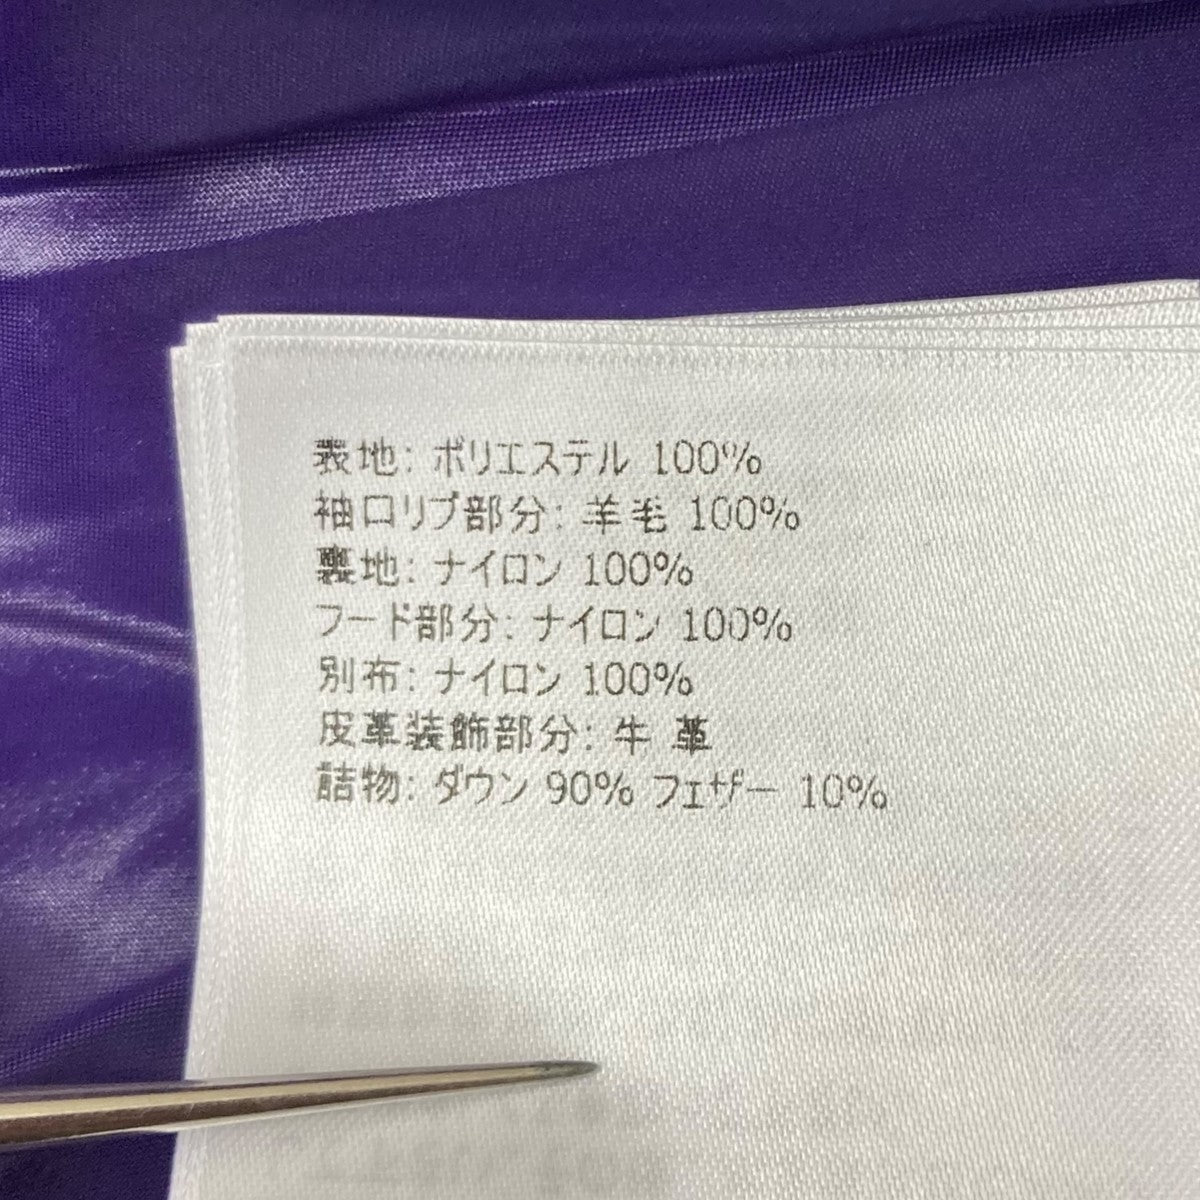 表地: ポリエステル 100%
袖口リブ部分: 羊毛 100%
裏地: ナイロン 100%
フード部分: ナイロン 100%
別布: ナイロン 100%
皮革装飾部分: 牛 革
詰物: ダウン 90% フェザー 10%